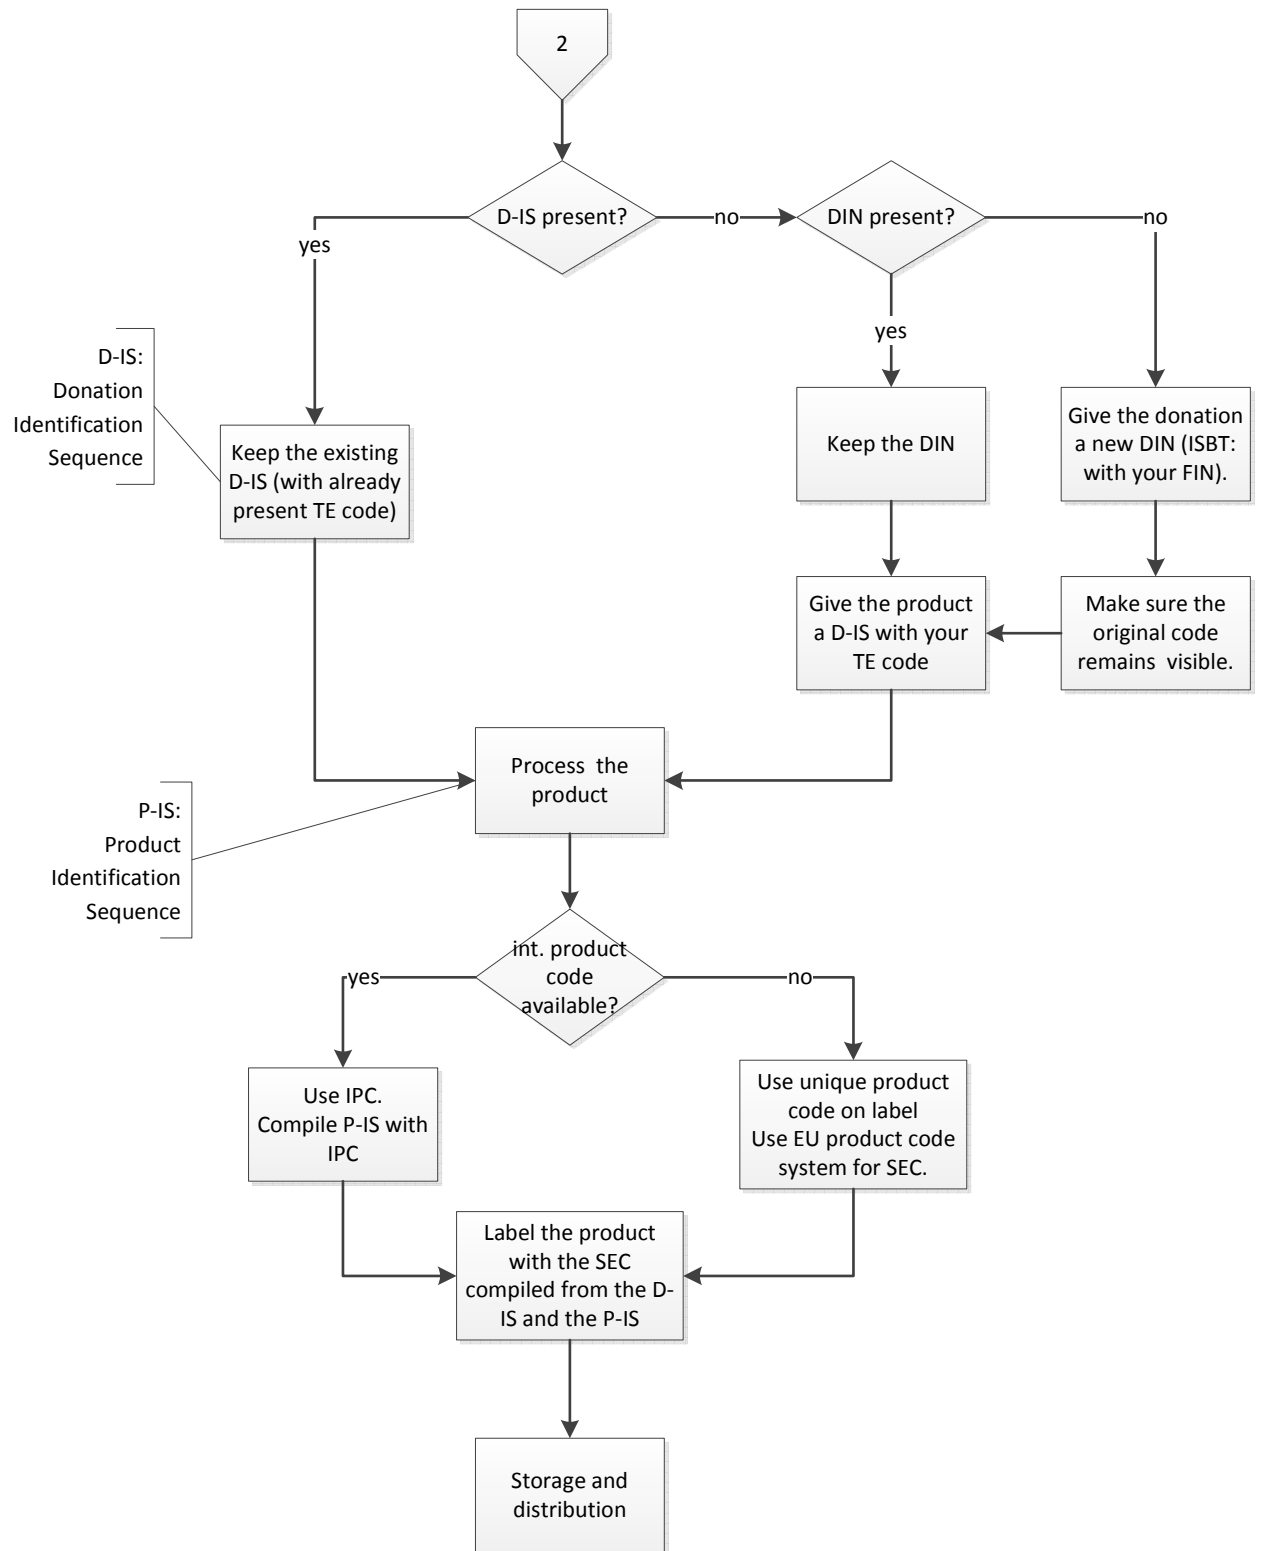 2
D-IS present?
no
DIN present?
no
yes
yes
D-IS:
Donation
Identification
Sequence
Keep the existing
D-IS (with already
present TE code)
Keep the DIN
Give the donation
a new DIN (ISBT:
with your FIN).
Give the product
a D-IS with your
TE code
Make sure the
original code
remains visible.
Process the
product
P-IS:
Product
Identification
Sequence
int. product
code
available?
yes
no
Use IPC.
Compile P-IS with
IPC
Use unique product
code on label
Use EU product code
system for SEC.
Label the product
with the SEC
compiled from the D-
IS and the P-IS
Storage and
distribution